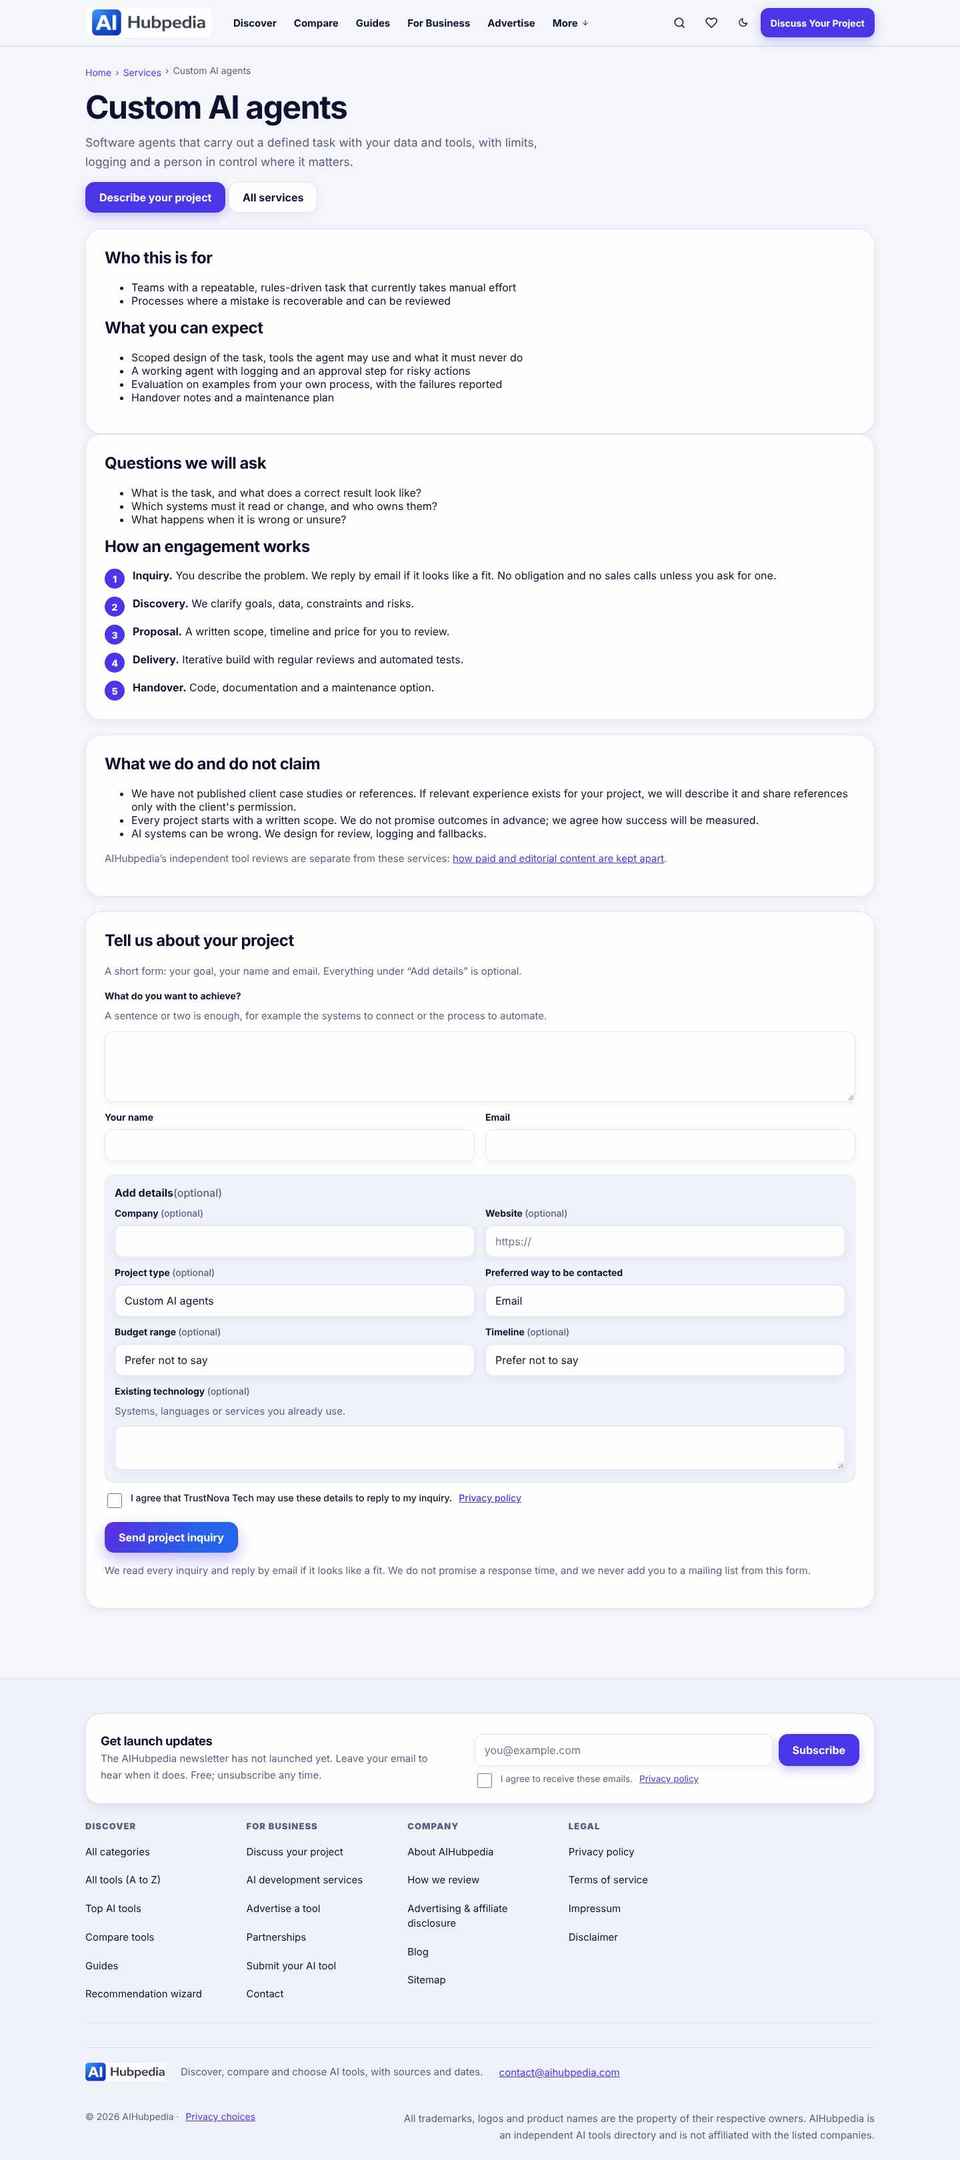 AI Hubpedia
Discover
Compare
Guides
For Business
Advertise
More
Discuss Your Project
Home › Services › Custom AI agents
Custom AI agents
Software agents that carry out a defined task with your data and tools, with limits,
logging and a person in control where it matters.
Describe your project
All services
Who this is for
• Teams with a repeatable, rules-driven task that currently takes manual effort
• Processes where a mistake is recoverable and can be reviewed
What you can expect
• Scoped design of the task, tools the agent may use and what it must never do
• A working agent with logging and an approval step for risky actions
• Evaluation on examples from your own process, with the failures reported
• Handover notes and a maintenance plan
Questions we will ask
• What is the task, and what does a correct result look like?
• Which systems must it read or change, and who owns them?
• What happens when it is wrong or unsure?
How an engagement works
1 Inquiry. You describe the problem. We reply by email if it looks like a fit. No obligation and no sales calls unless you ask for one.
2 Discovery. We clarify goals, data, constraints and risks.
3 Proposal. A written scope, timeline and price for you to review.
4 Delivery. Iterative build with regular reviews and automated tests.
5 Handover. Code, documentation and a maintenance option.
What we do and do not claim
• We have not published client case studies or references. If relevant experience exists for your project, we will describe it and share references
only with the client's permission.
• Every project starts with a written scope. We do not promise outcomes in advance; we agree how success will be measured.
• AI systems can be wrong. We design for review, logging and fallbacks.
AIHubpedia’s independent tool reviews are separate from these services: how paid and editorial content are kept apart.
Tell us about your project
A short form: your goal, your name and email. Everything under “Add details” is optional.
What do you want to achieve?
A sentence or two is enough, for example the systems to connect or the process to automate.
Your name
Email
Add details(optional)
Company (optional)
Website (optional)
https://
Project type (optional)
Preferred way to be contacted
Custom AI agents
Email
Budget range (optional)
Timeline (optional)
Prefer not to say
Prefer not to say
Existing technology (optional)
Systems, languages or services you already use.
I agree that TrustNova Tech may use these details to reply to my inquiry. Privacy policy
Send project inquiry
We read every inquiry and reply by email if it looks like a fit. We do not promise a response time, and we never add you to a mailing list from this form.
Get launch updates
The AIHubpedia newsletter has not launched yet. Leave your email to
hear when it does. Free; unsubscribe any time.
you@example.com
Subscribe
I agree to receive these emails. Privacy policy
DISCOVER
All categories
All tools (A to Z)
Top AI tools
Compare tools
Guides
Recommendation wizard
FOR BUSINESS
Discuss your project
AI development services
Advertise a tool
Partnerships
Submit your AI tool
Contact
COMPANY
About AIHubpedia
How we review
Advertising & affiliate
disclosure
Blog
Sitemap
LEGAL
Privacy policy
Terms of service
Impressum
Disclaimer
AI Hubpedia
Discover, compare and choose AI tools, with sources and dates.
contact@aihubpedia.com
© 2026 AIHubpedia · Privacy choices
All trademarks, logos and product names are the property of their respective owners. AIHubpedia is
an independent AI tools directory and is not affiliated with the listed companies.